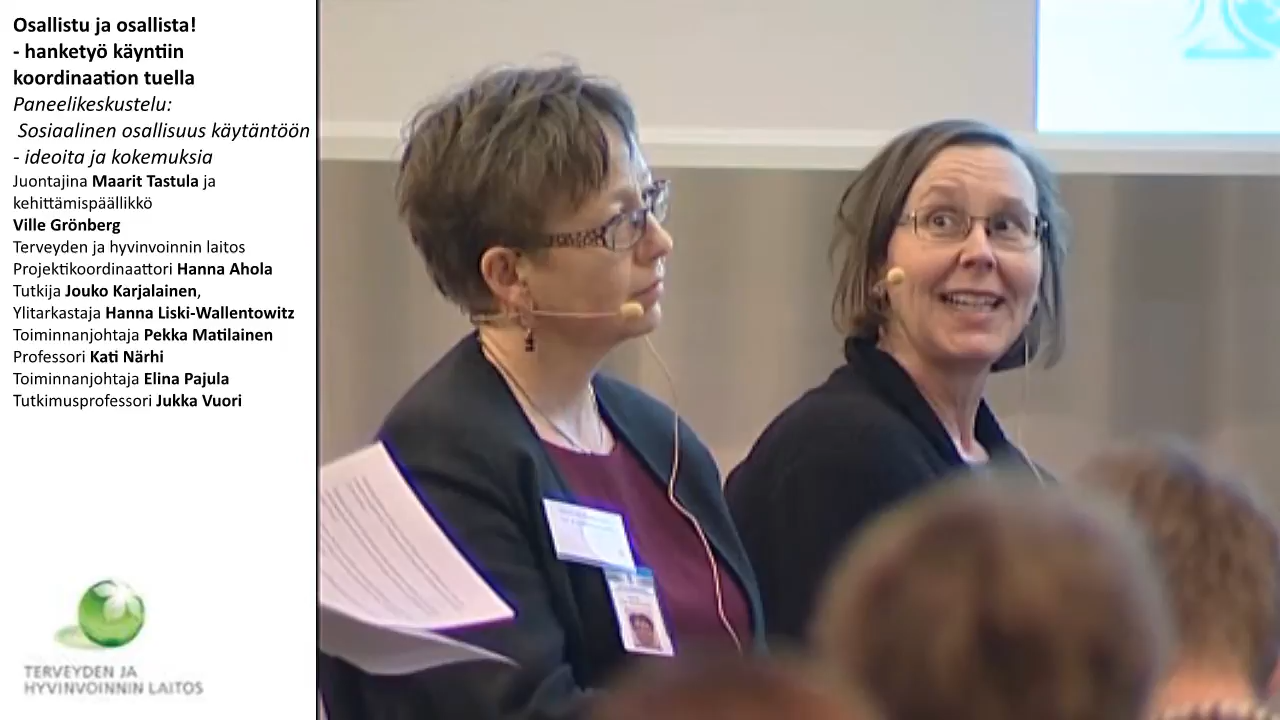 Osallistu ja osallista!
- hanketyö käyntiin
koordinaation tuella
Paneelikeskustelu:
Sosiaalinen osallisuus käytäntöön
- ideoita ja kokemuksia
Juontajina Maarit Tastula ja
kehittämispäällikkö
Ville Grönberg
Terveyden ja hyvinvoinnin laitos
Projektikoordinaattori Hanna Ahola
Tutkija Jouko Karjalainen,
Ylitarkastaja Hanna Liski-Wallentowitz
Toiminnanjohtaja Pekka Matilainen
Professori Kati Närhi
Toiminnanjohtaja Elina Pajula
Tutkimusprofessori Jukka Vuori
TERVEYDEN JA
HYVINVOINNIN LAITOS